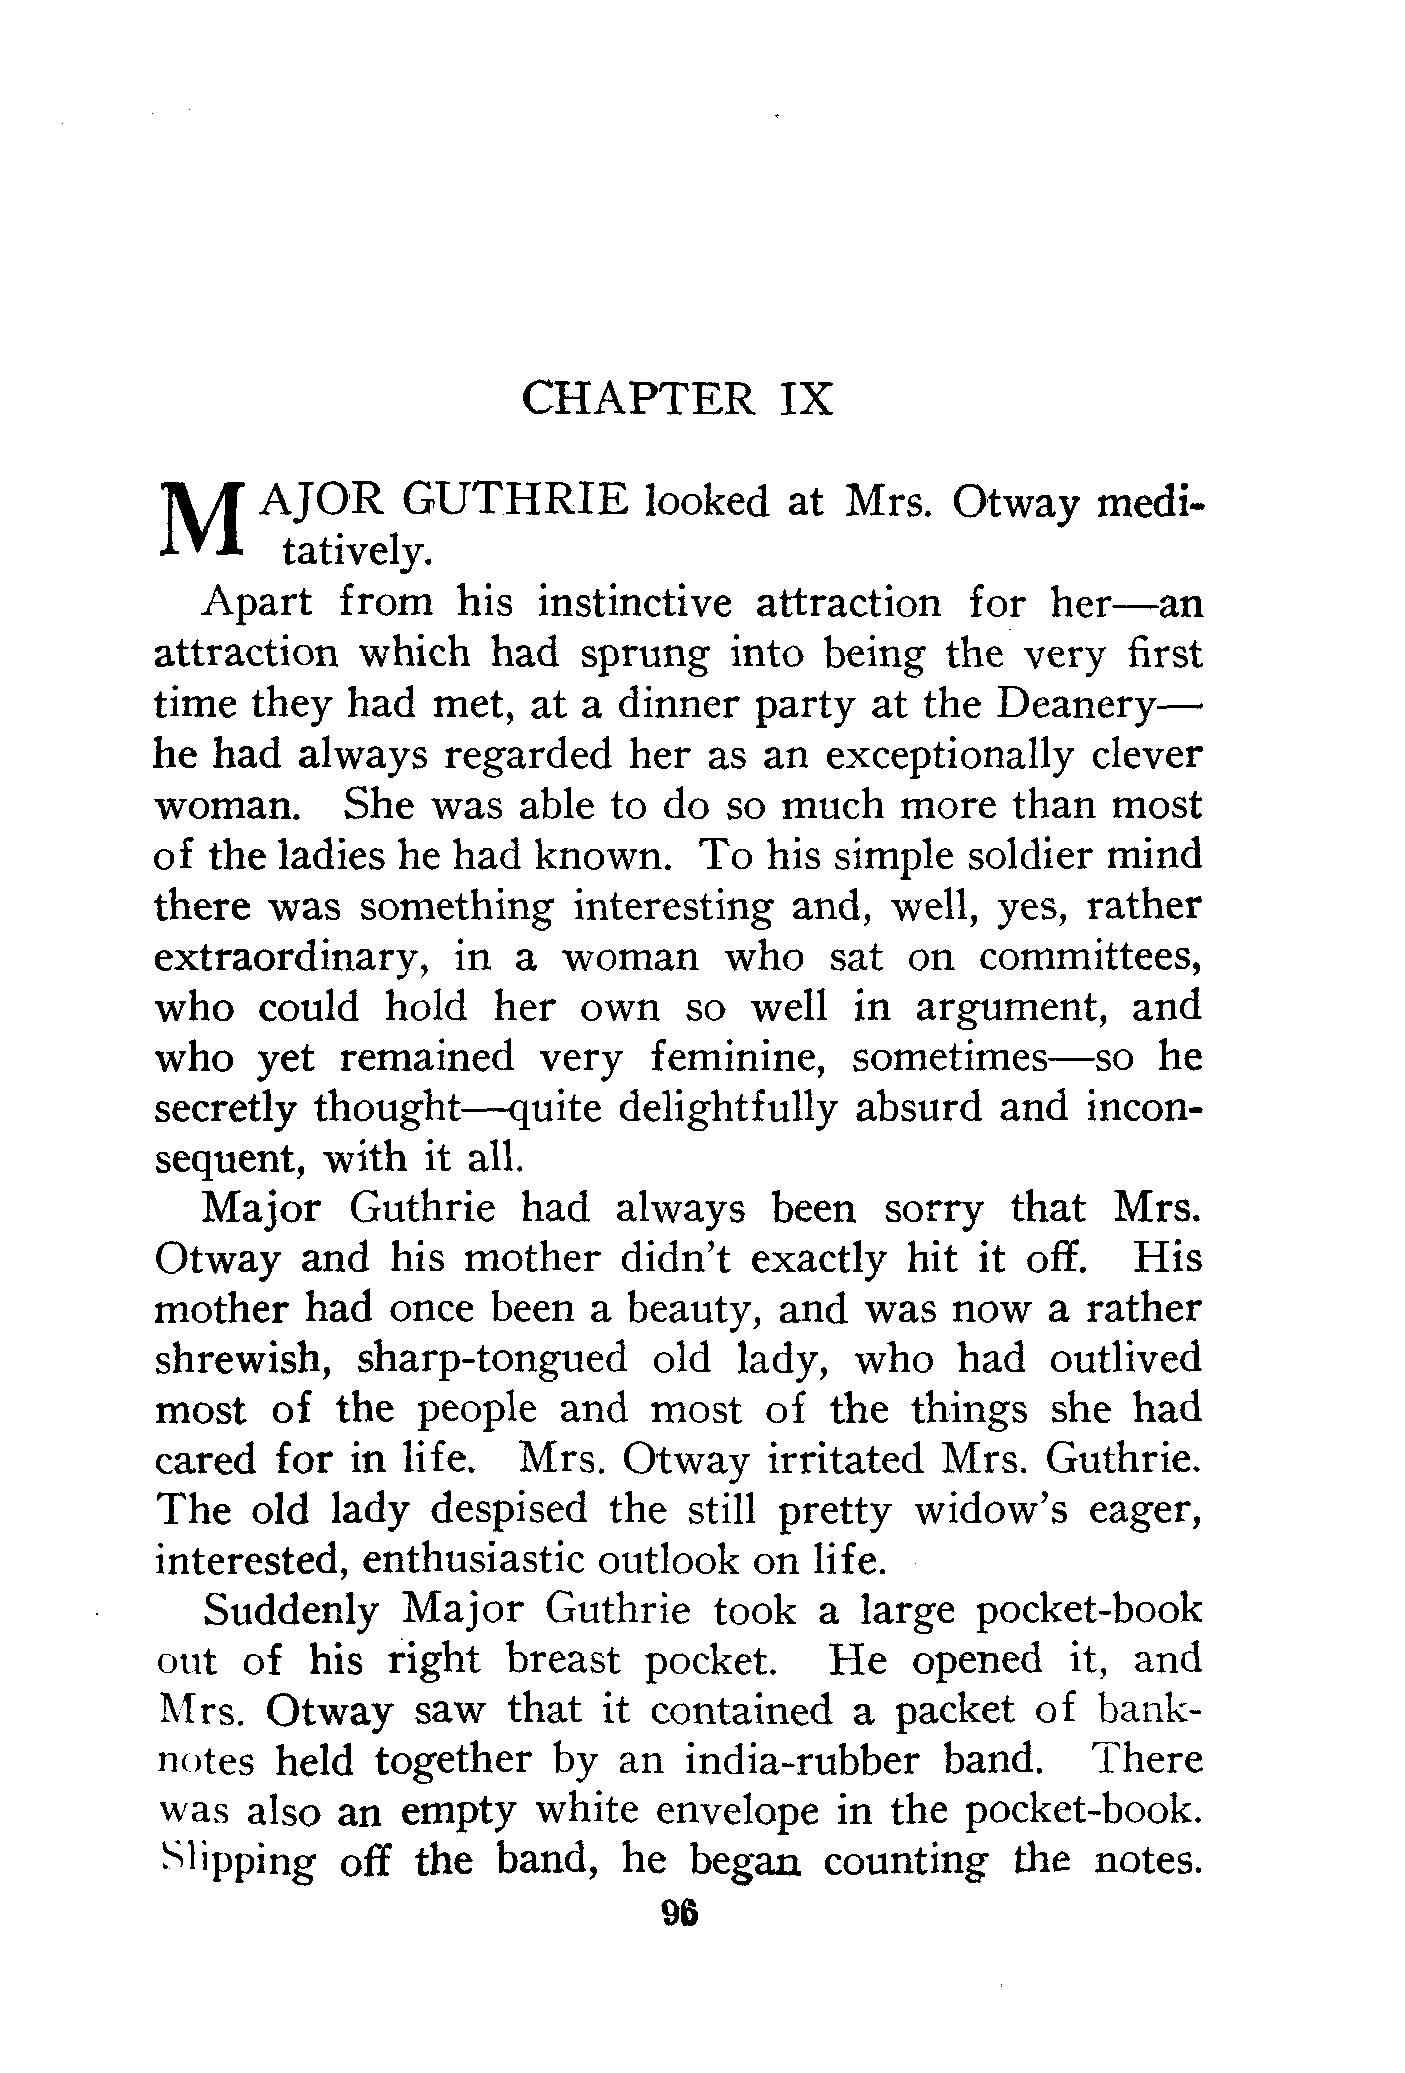 CHAPTER IX
MAJOR GUTHRIE looked at Mrs. Otway medi-
tatively.
Apart from his instinctive attraction for her—an
attraction which had sprung into being the very first
time they had met, at a dinner party at the Deanery—
he had always regarded her as an exceptionally clever
woman. She was able to do so much more than most
of the ladies he had known. To his simple soldier mind
there was something interesting and, well, yes, rather
extraordinary, in a woman who sat on committees,
who could hold her own so well in argument, and
who yet remained very feminine, sometimes—so he
secretly thought—quite delightfully absurd and incon-
sequent, with it all.
Major Guthrie had always been sorry that Mrs.
Otway and his mother didn't exactly hit it off. His
mother had once been a beauty, and was now a rather
shrewish, sharp-tongued old lady, who had outlived
most of the people and most of the things she had
cared for in life. Mrs. Otway irritated Mrs. Guthrie.
The old lady despised the still pretty widow's eager,
interested, enthusiastic outlook on life.
Suddenly Major Guthrie took a large pocket-book
out of his right breast pocket. He opened it, and
Mrs. Otway saw that it contained a packet of bank-
notes held together by an india-rubber band. There
was also an empty white envelope in the pocket-book.
Slipping off the band, he began counting the notes.
96